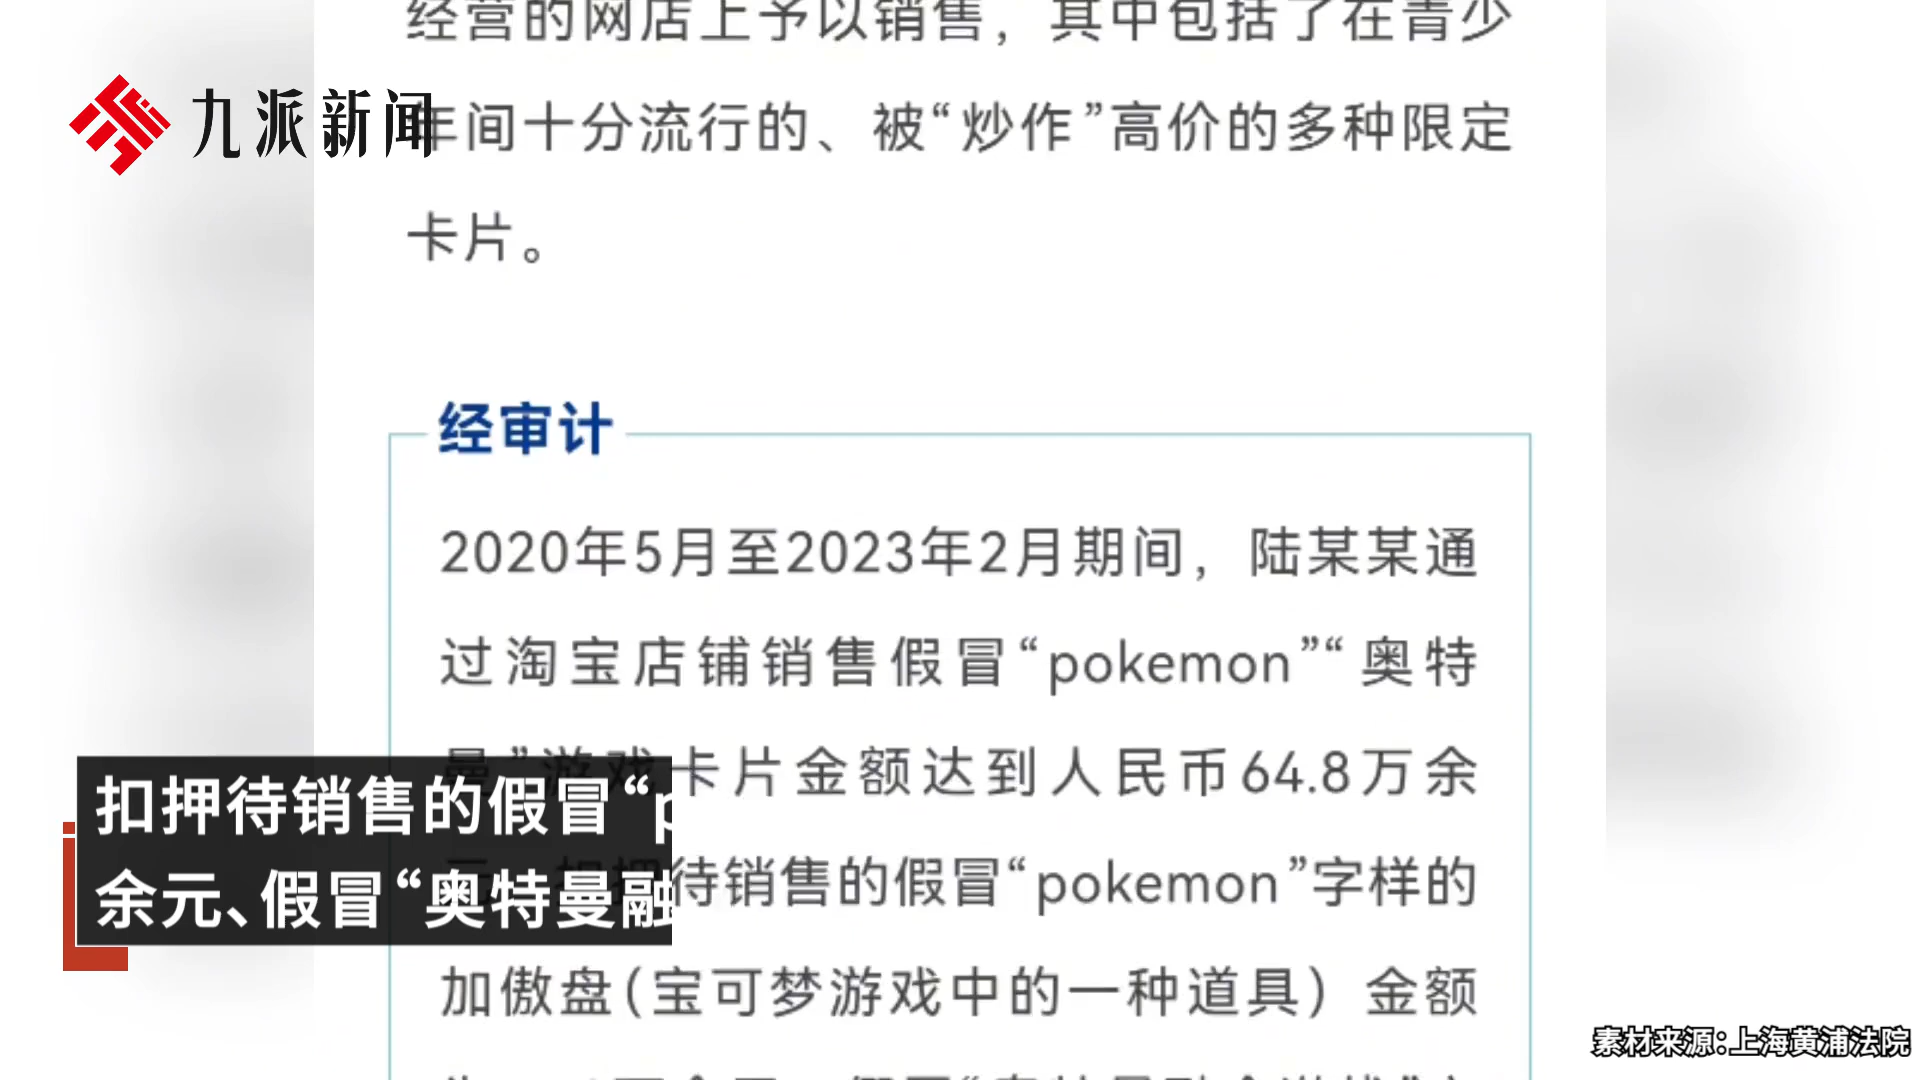 经营的网店上予以销售，其中包括了在青少
九派新闻
年间十分流行的、被“炒作”高价的多种限定
卡片。
经审计
2020年5月至2023年2月期间，陆某某通
过淘宝店铺销售假冒“pokemon”“奥特
曼”游戏卡片金额达到人民币64.8万余
扣押待销售的假冒“p
元，扣押待销售的假冒“pokemon”字样的
余元、假冒“奥特曼融
加傲盘(宝可梦游戏中的一种道具）金额
素材来源:上海黄浦法院